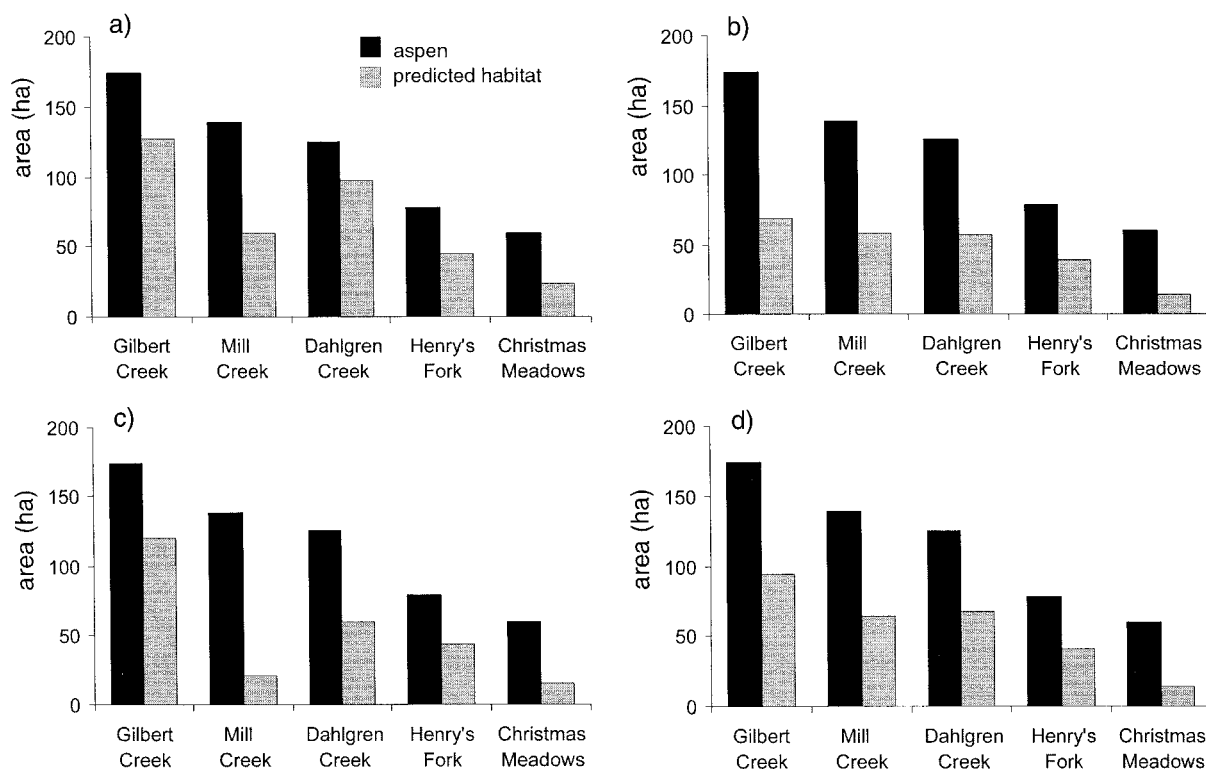 a)
aspen
predicted habitat
area (ha)
200
150
100
50
0
Gilbert Mill Dahlgren Henry's Christmas
Creek Creek Creek Fork Meadows
b)
area (ha)
200
150
100
50
0
Gilbert Mill Dahlgren Henry's Christmas
Creek Creek Creek Fork Meadows
c)
area (ha)
200
150
100
50
0
Gilbert Mill Dahlgren Henry's Christmas
Creek Creek Creek Fork Meadows
d)
area (ha)
200
150
100
50
0
Gilbert Mill Dahlgren Henry's Christmas
Creek Creek Creek Fork Meadows